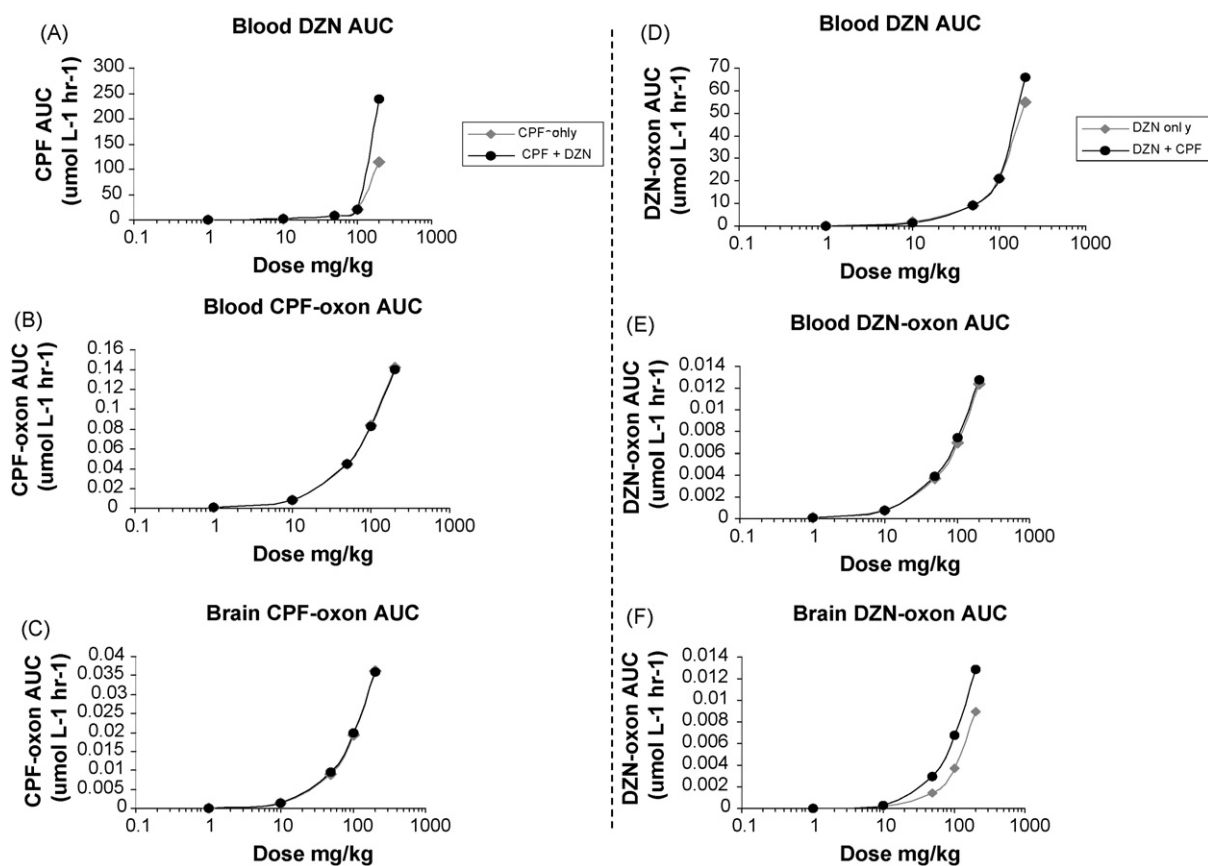 (A)
Blood DZN AUC
CPF AUC
(umol L-1 hr-1)
300
250
200
150
100
50
0
0.1 1 10 100 1000
Dose mg/kg
CPF-ohly
CPF + DZN
(B)
Blood CPF-oxon AUC
CPF-oxon AUC
(umol L-1 hr-1)
0.16
0.14
0.12
0.1
0.08
0.06
0.04
0.02
0
0.1 1 10 100 1000
Dose mg/kg
(C)
Brain CPF-oxon AUC
CPF-oxon AUC
(umol L-1 hr-1)
0.04
0.035
0.03
0.025
0.02
0.015
0.01
0.005
0
0.1 1 10 100 1000
Dose mg/kg
(D)
Blood DZN AUC
DZN-oxon AUC
(umol L-1 hr-1)
70
60
50
40
30
20
10
0
0.1 1 10 100 1000
Dose mg/kg
DZN only
DZN + CPF
(E)
Blood DZN-oxon AUC
DZN-oxon AUC
(umol L-1 hr-1)
0.014
0.012
0.01
0.008
0.006
0.004
0.002
0
0.1 1 10 100 1000
Dose mg/kg
(F)
Brain DZN-oxon AUC
DZN-oxon AUC
(umol L-1 hr-1)
0.014
0.012
0.01
0.008
0.006
0.004
0.002
0
0.1 1 10 100 1000
Dose mg/kg